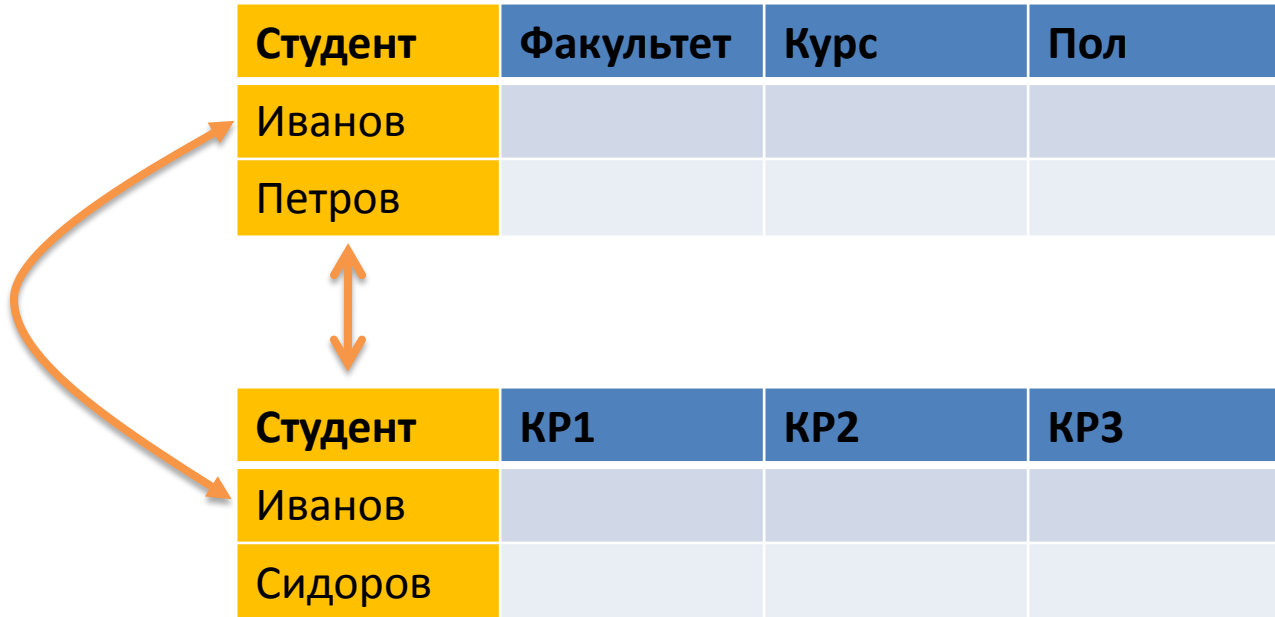 Студент Факультет Курс Пол
Иванов
Петров
Студент КР1 КР2 КР3
Иванов
Сидоров